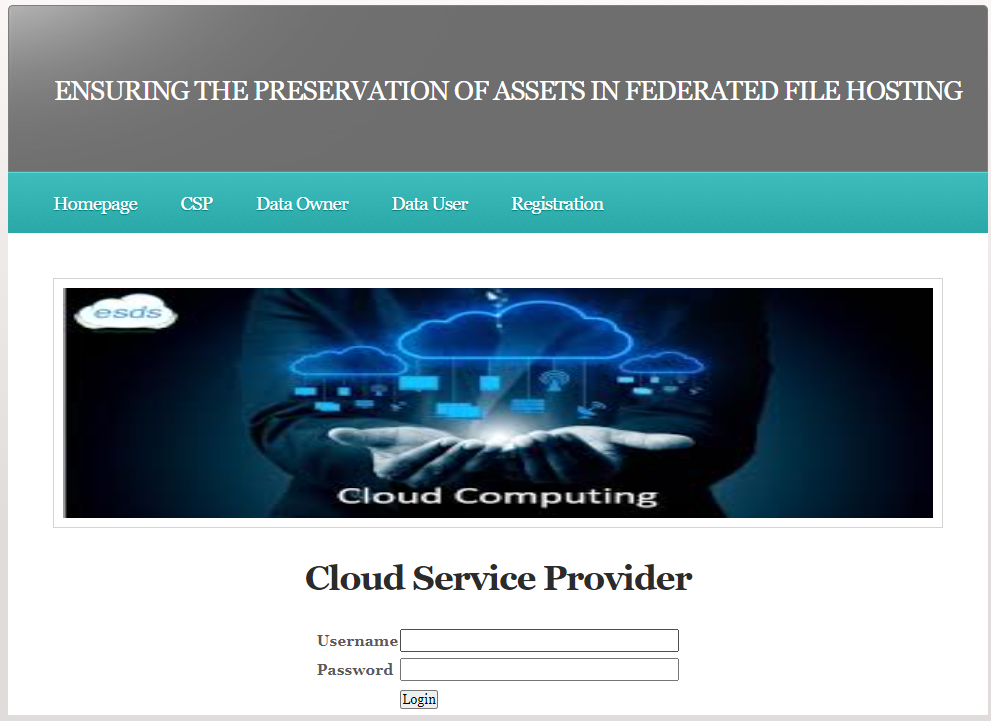 ENSURING THE PRESERVATION OF ASSETS IN FEDERATED FILE HOSTING
Homepage CSP Data Owner Data User Registration
esds
Cloud Computing
Cloud Service Provider
Username
Password
Login